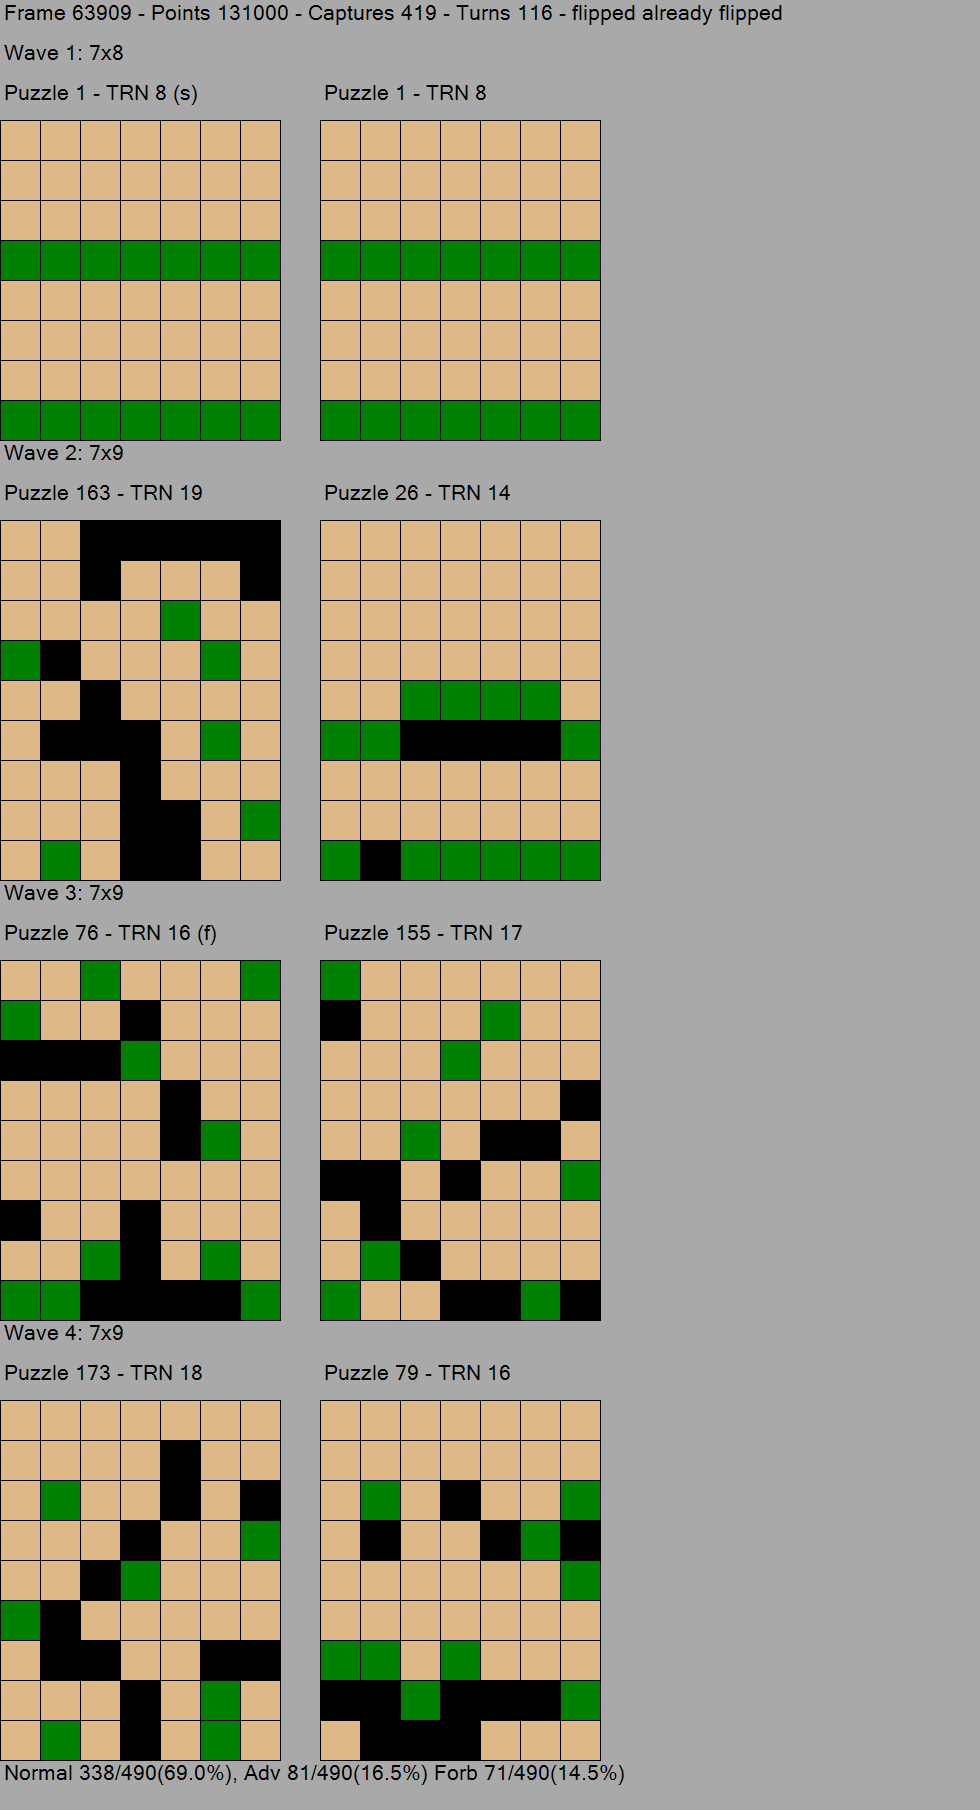 Frame 63909 - Points 131000 - Captures 419 - Turns 116 - flipped already flipped
Wave 1: 7x8
Puzzle 1 - TRN 8 (s)
Puzzle 1 - TRN 8
Wave 2: 7x9
Puzzle 163 - TRN 19
Puzzle 26 - TRN 14
Wave 3: 7x9
Puzzle 76 - TRN 16 (f)
Puzzle 155 - TRN 17
Wave 4: 7x9
Puzzle 173 - TRN 18
Puzzle 79 - TRN 16
Normal 338/490(69.0%), Adv 81/490(16.5%) Forb 71/490(14.5%)